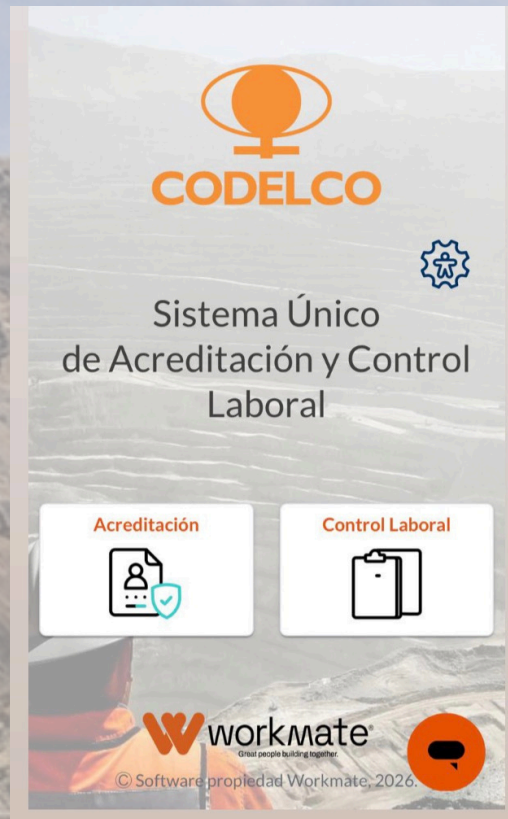 CODELCO
Sistema Único
de Acreditación y Control
Laboral
Acreditación
Control Laboral
workmate
Great people building together.
© Software propiedad Workmate, 2026.